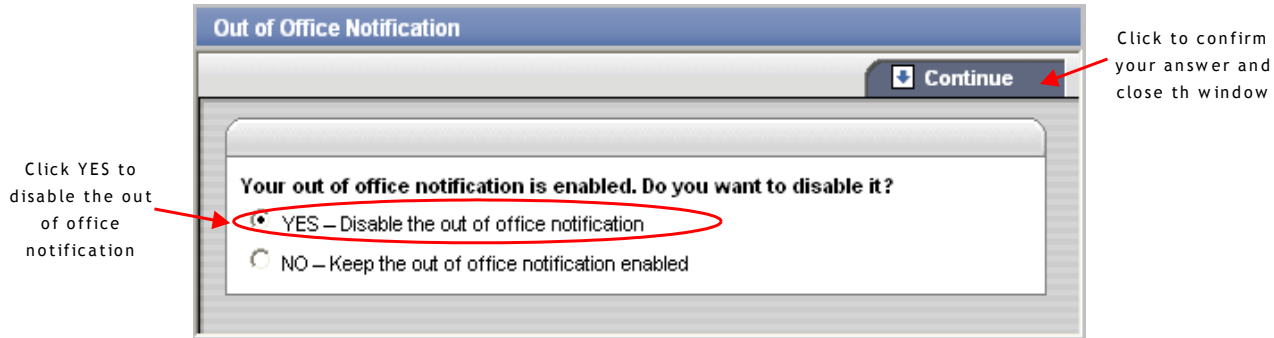 Out of Office Notification
Continue
Click to confirm
your answer and
close th window
Click YES to
disable the out
of office
notification
Your out of office notification is enabled. Do you want to disable it?
YES – Disable the out of office notification
NO – Keep the out of office notification enabled